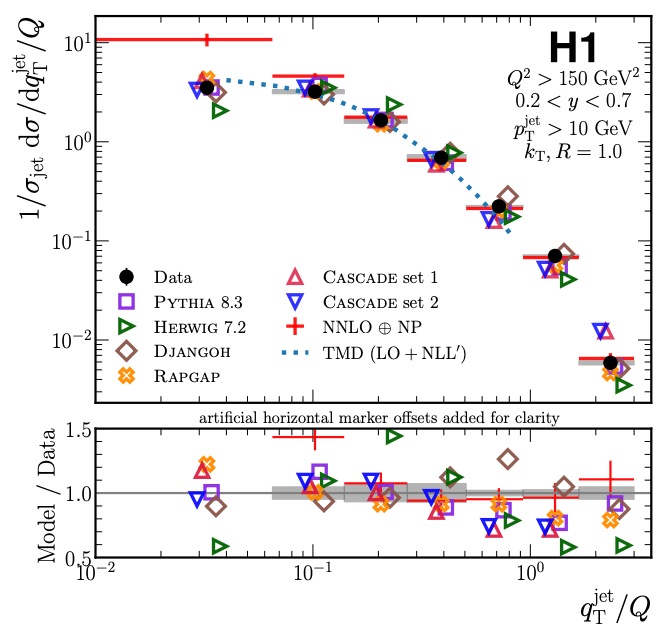 1/σ_jet dσ/dq_T^jet/Q
10^1
10^0
10^−1
10^−2
H1
Q^2 > 150 GeV^2
0.2 < y < 0.7
p_T^jet > 10 GeV
k_T, R = 1.0
Data
PYTHIA 8.3
HERWIG 7.2
DJANGOH
RAPGAP
CASCADE set 1
CASCADE set 2
NNLO ⊕ NP
TMD (LO + NLL′)
artificial horizontal marker offsets added for clarity
Model / Data
1.5
1.0
0.5
10^−2
10^−1
10^0
q_T^jet/Q